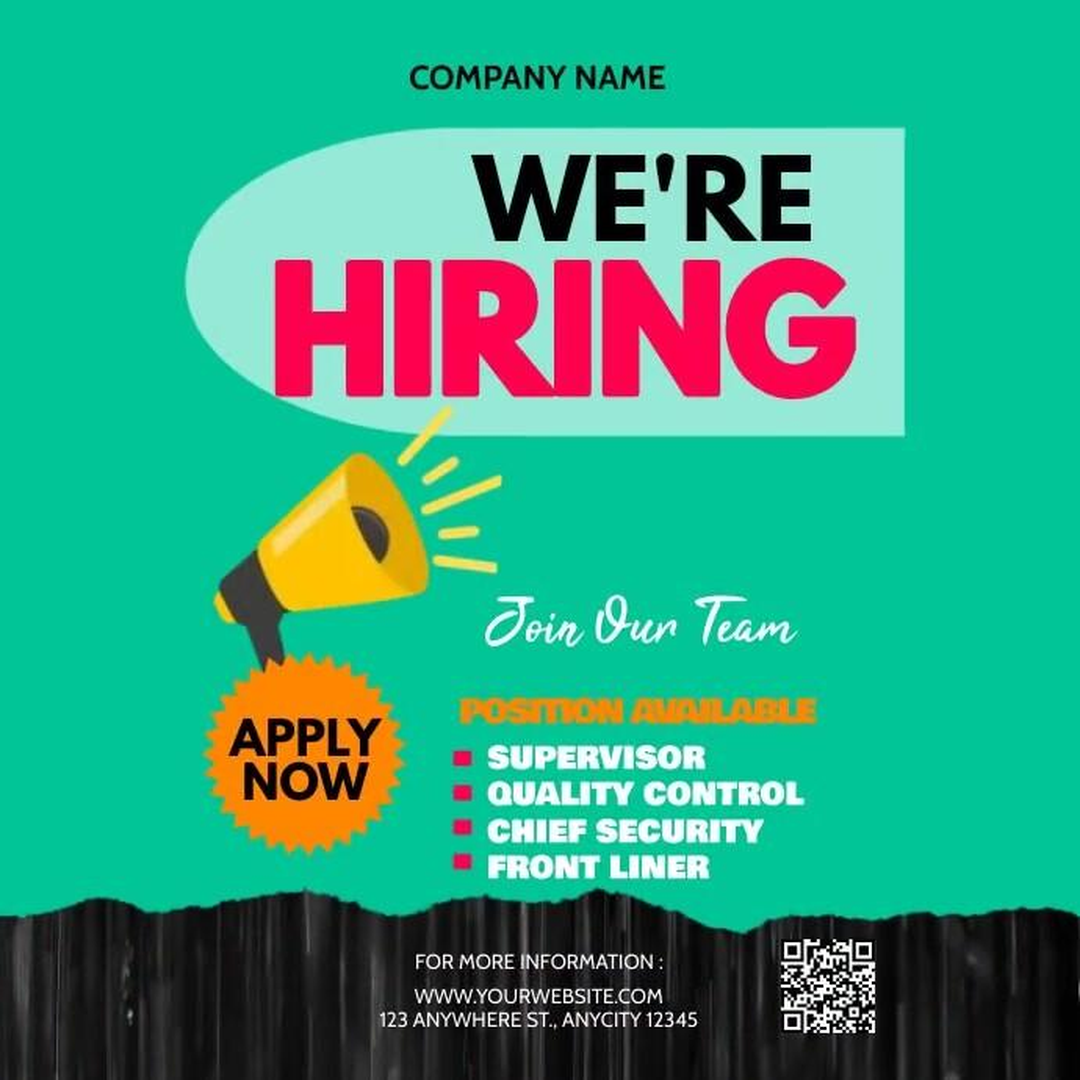 COMPANY NAME
WE'RE
HIRING
Join Our Team
APPLY
NOW
POSITION AVAILABLE
SUPERVISOR
QUALITY CONTROL
CHIEF SECURITY
FRONT LINER
FOR MORE INFORMATION :
WWW.YOURWEBSITE.COM
123 ANYWHERE ST., ANYCITY 12345